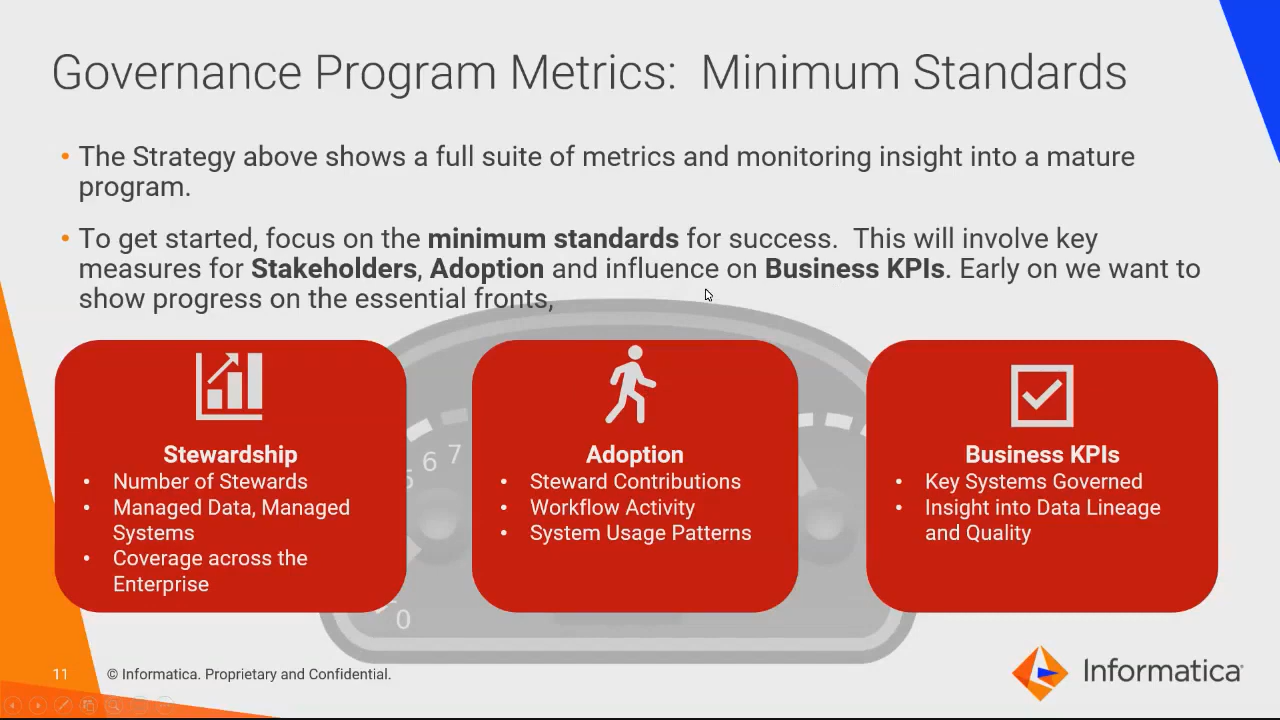 Governance Program Metrics:  Minimum Standards
• The Strategy above shows a full suite of metrics and monitoring insight into a mature
program.
• To get started, focus on the minimum standards for success.  This will involve key
measures for Stakeholders, Adoption and influence on Business KPIs. Early on we want to
show progress on the essential fronts,
Stewardship
• Number of Stewards
• Managed Data, Managed
Systems
• Coverage across the
Enterprise
5 6 7
0
Adoption
• Steward Contributions
• Workflow Activity
• System Usage Patterns
Business KPIs
• Key Systems Governed
• Insight into Data Lineage
and Quality
11
© Informatica. Proprietary and Confidential.
Informatica